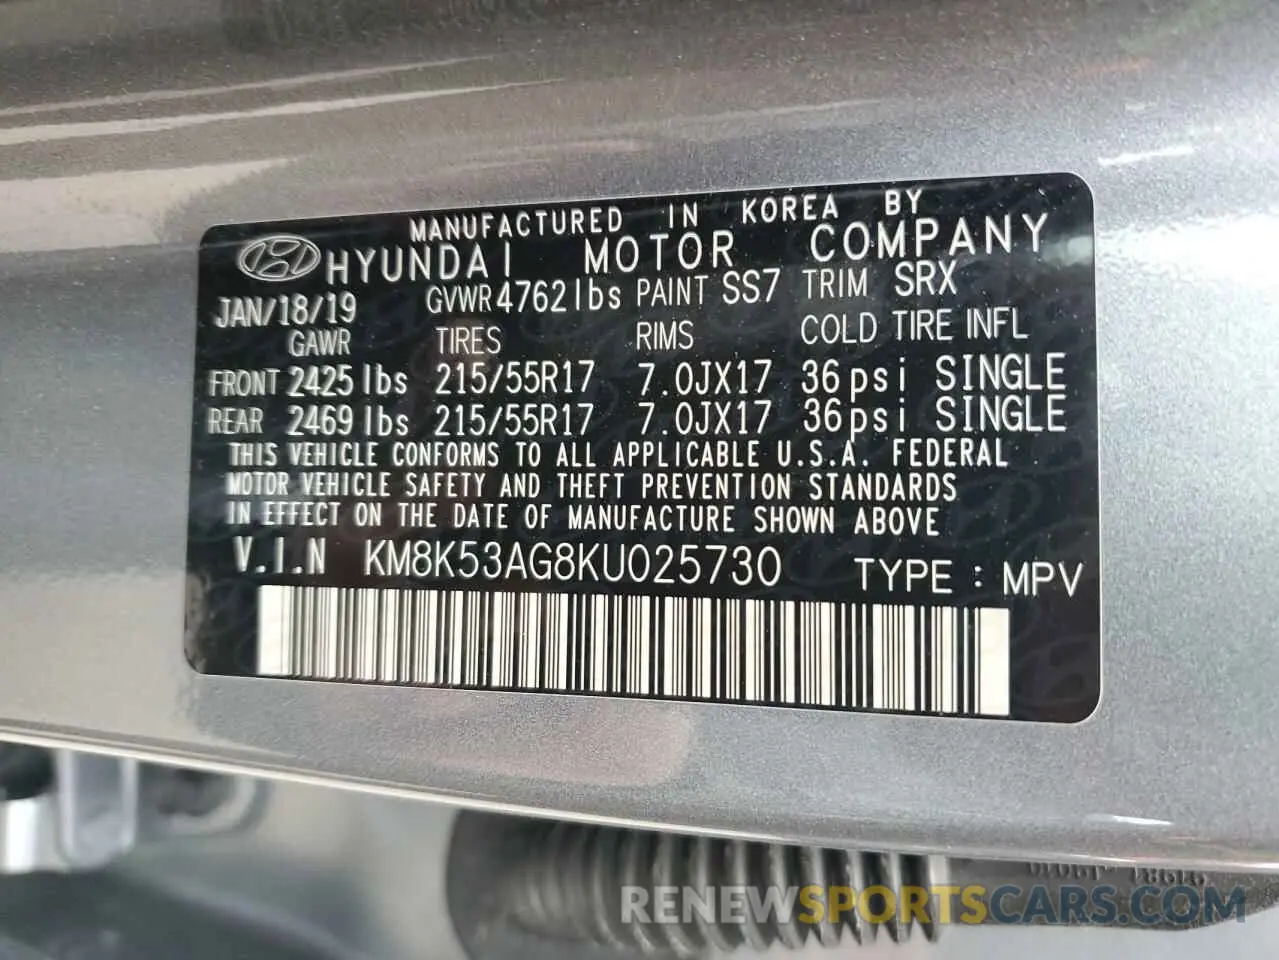 MANUFACTURED IN KOREA BY
HYUNDAI MOTOR COMPANY
JAN/18/19 GVWR 4762lbs PAINT SS7 TRIM SRX
GAWR TIRES RIMS COLD TIRE INFL
FRONT 2425 lbs 215/55R17 7.0JX17 36psi SINGLE
REAR 2469 lbs 215/55R17 7.0JX17 36psi SINGLE
THIS VEHICLE CONFORMS TO ALL APPLICABLE U.S.A. FEDERAL
MOTOR VEHICLE SAFETY AND THEFT PREVENTION STANDARDS
IN EFFECT ON THE DATE OF MANUFACTURE SHOWN ABOVE
V.I.N KM8K53AG8KU025730 TYPE : MPV
RENEWSPORTSCARS.COM